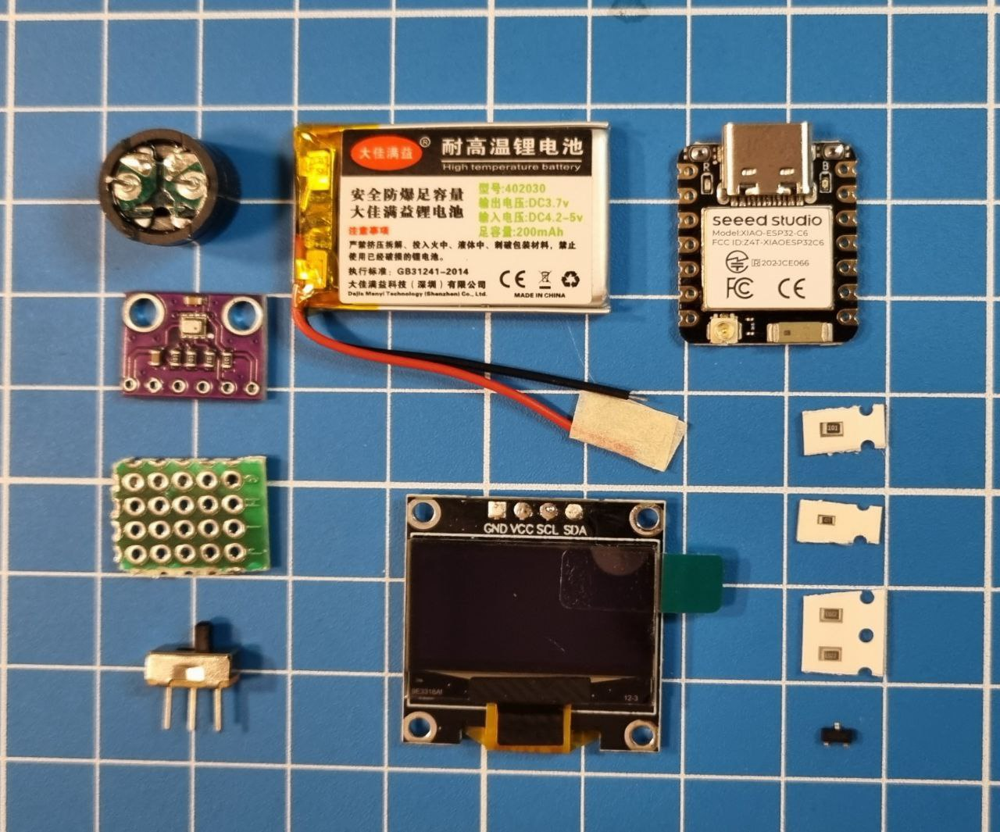 大佳满益®
耐高温锂电池
High temperature battery
安全防爆足容量
大佳满益锂电池
型号:402030
输出电压:DC3.7v
输入电压:DC4.2-5v
足容量:200mAh
注意事项
严禁挤压拆解、投入火中、液体中、刺破包装材料，禁止
使用已经破损的锂电池。
执行标准：GB31241-2014
大佳满益科技（深圳）有限公司
Dajia Manyi Technology (Shenzhen) Co., Ltd.
CE
MADE IN CHINA
R
B
seeed studio
Model:XIAO-ESP32-C6
FCC ID:Z4T-XIAOESP32C6
FC CE
101
GND VCC SCL SDA
12-3